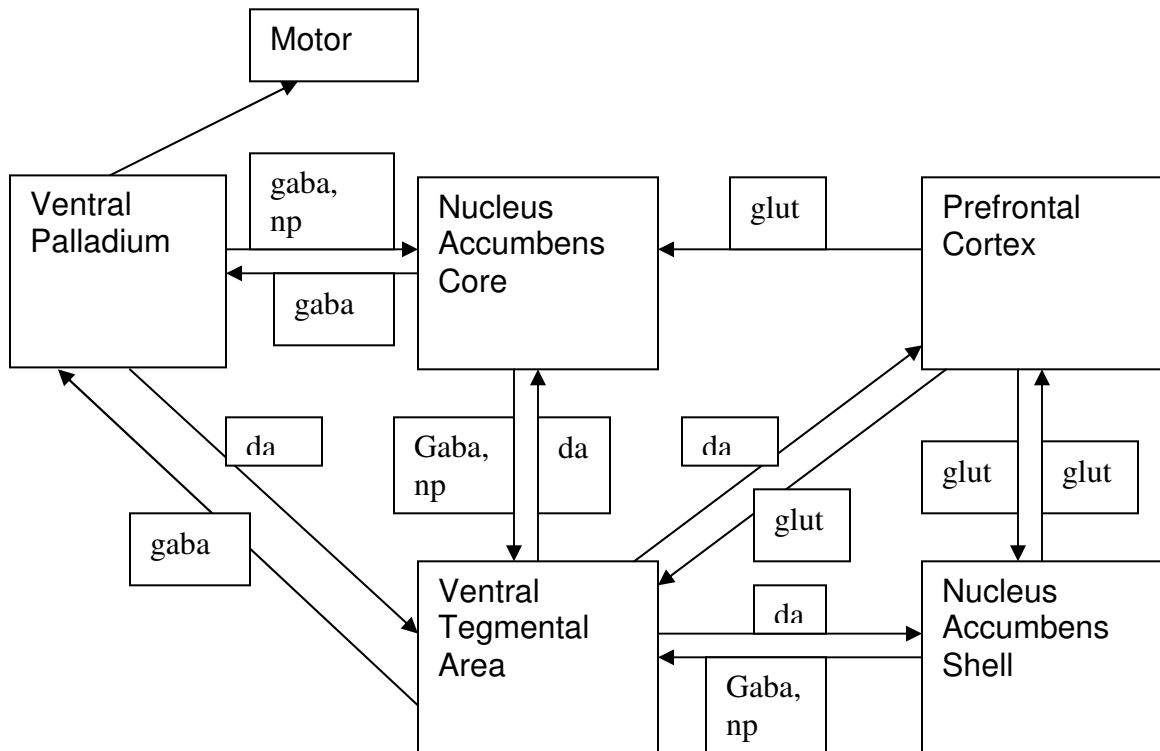 Motor
Ventral
Palladium
gaba,
np
gaba
Nucleus
Accumbens
Core
glut
Prefrontal
Cortex
da
gaba
Gaba,
np
da
da
glut
glut
glut
Ventral
Tegmental
Area
da
Gaba,
np
Nucleus
Accumbens
Shell